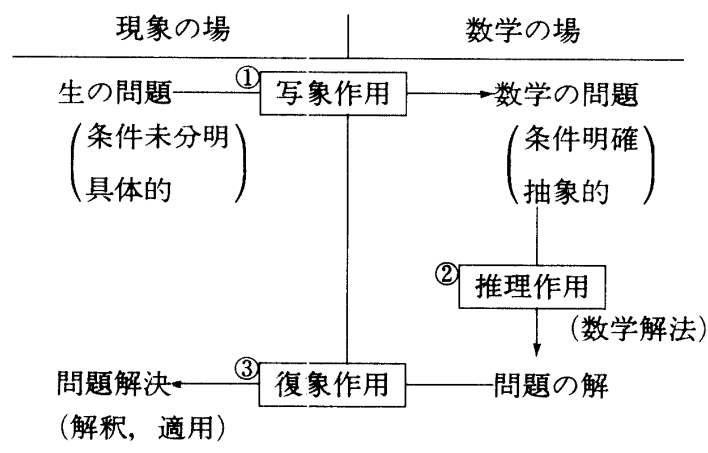 現象の場 数学の場
生の問題 ① 写象作用 数学の問題
(条件未分明 具体的)
(条件明確 抽象的)
② 推理作用
(数学解法)
問題解決 ③ 復象作用 問題の解
(解釈, 適用)